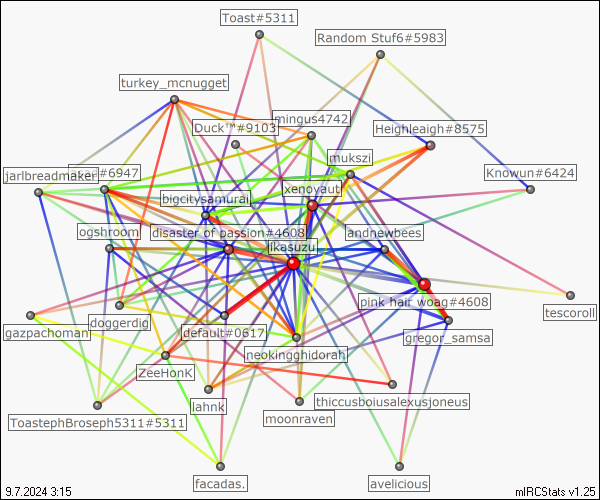 Toast#5311
Random Stuf6#5983
turkey_mcnugget
mingus4742
Duck™#9103
Heighleaigh#8575
mukszi
jarlbreadmaker
#6947
xenoyaut
Knowun#6424
bigcitysamurai
ogshroom
disaster of passion#4608
andrewbees
ikasuzu
pink hair woag#4608
tescoroll
gazpachoman
doggerdig
default#0617
gregor_samsa
neokingghidorah
ZeeHonK
thiccusboiusalexusjoneus
lahnk
moonraven
ToastephBroseph5311#5311
facadas.
avelicious
9.7.2024 3:15
mIRCStats v1.25